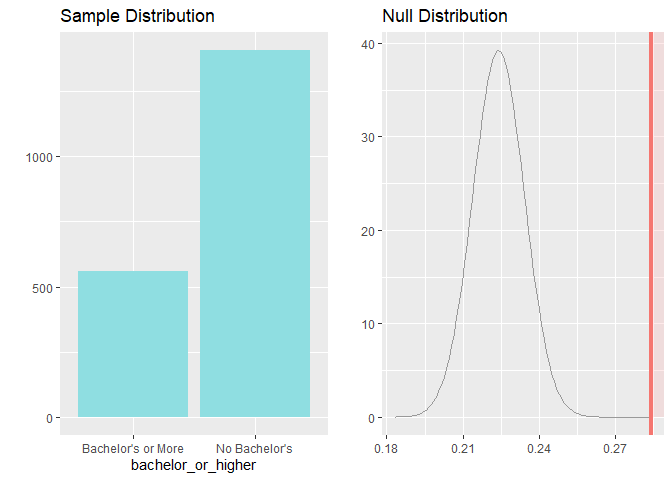 Sample Distribution
1000
500
0
Bachelor's or More No Bachelor's
bachelor_or_higher
Null Distribution
40
30
20
10
0
0.18 0.21 0.24 0.27